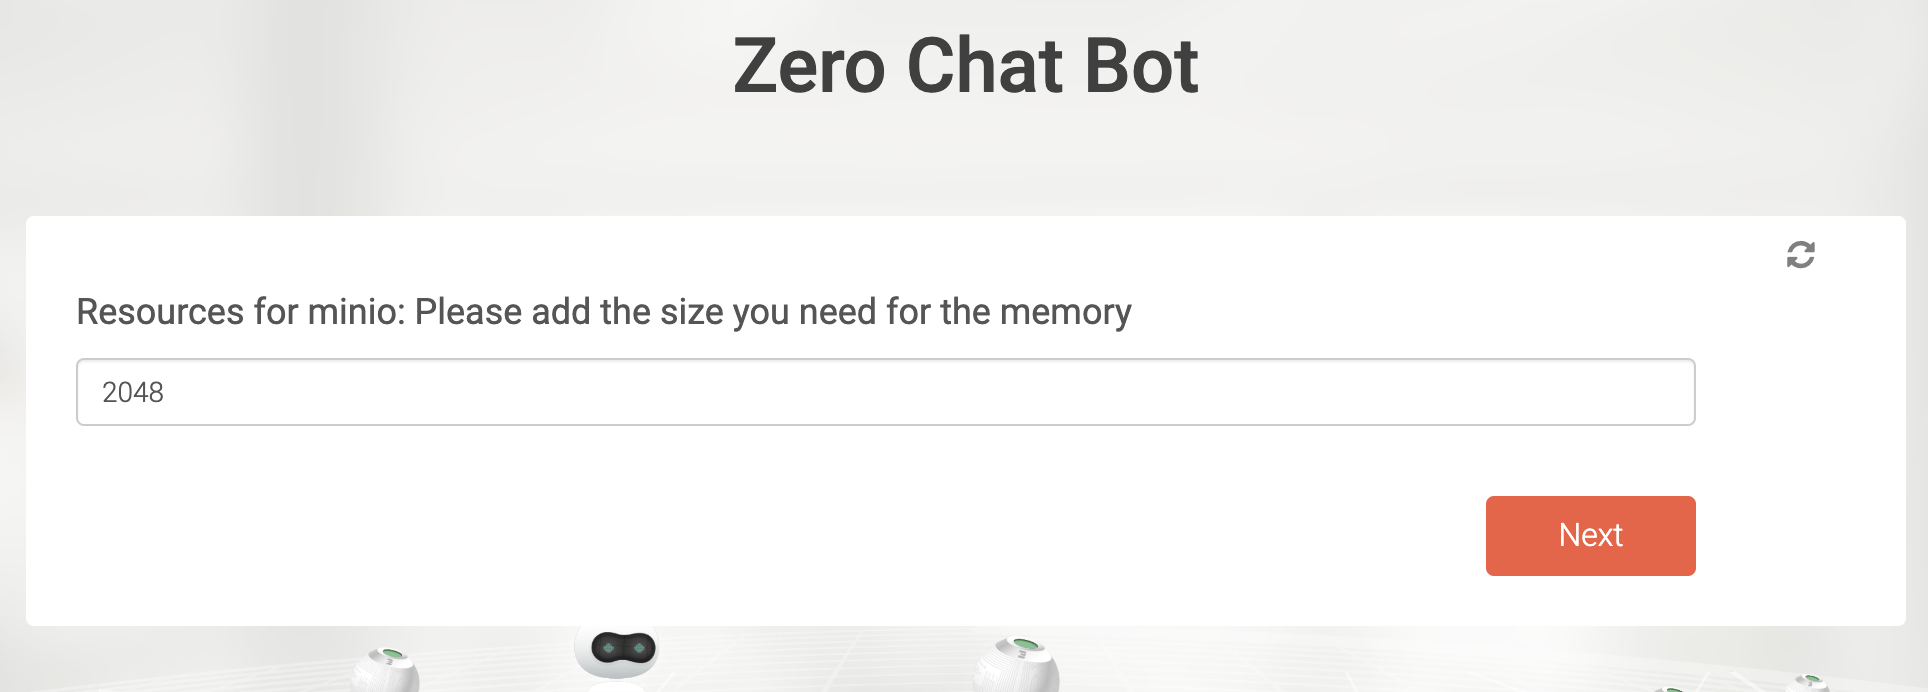 Zero Chat Bot
Resources for minio: Please add the size you need for the memory
2048
Next